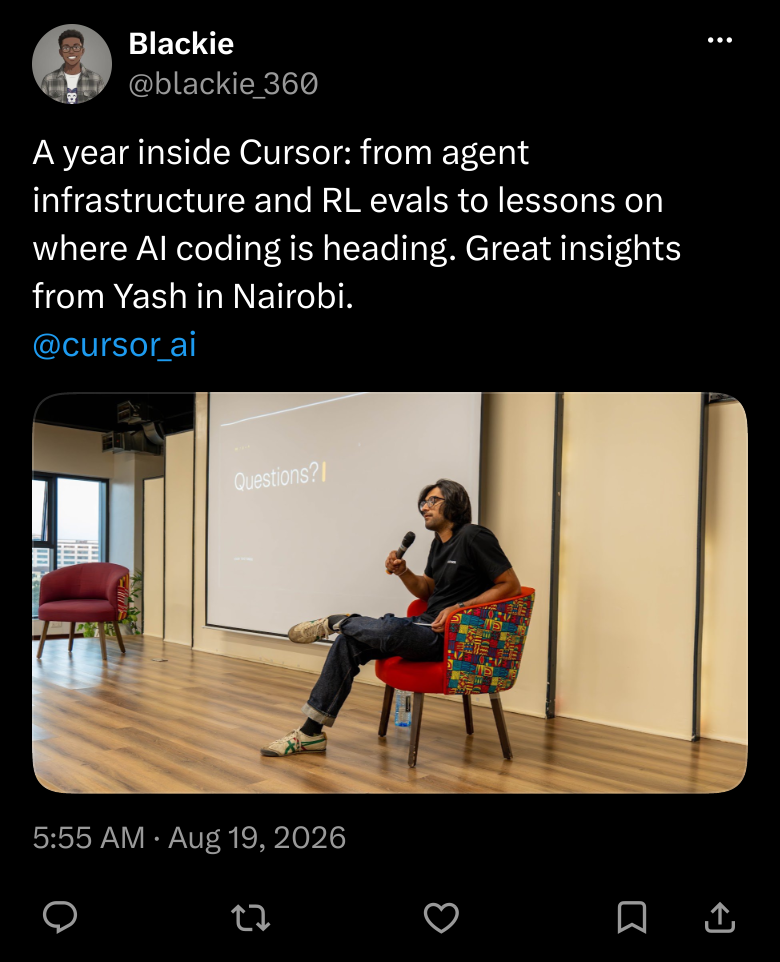 Blackie
@blackie_360
A year inside Cursor: from agent
infrastructure and RL evals to lessons on
where AI coding is heading. Great insights
from Yash in Nairobi.
@cursor_ai
Questions?
5:55 AM · Aug 19, 2026